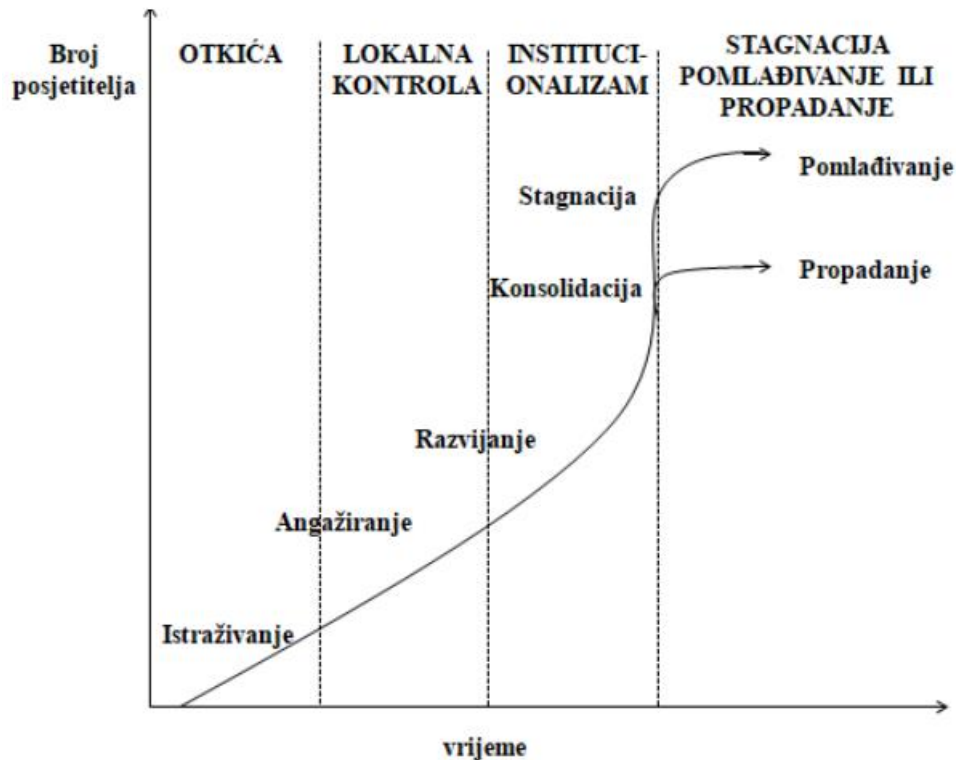 Broj
posjetitelja
OTKIĆA
LOKALNA
KONTROLA
INSTITUCI-
ONALIZAM
STAGNACIJA
POMLAĐIVANJE ILI
PROPADANJE
Pomlađivanje
Stagnacija
Propadanje
Konsolidacija
Razvijanje
Angažiranje
Istraživanje
vrijeme